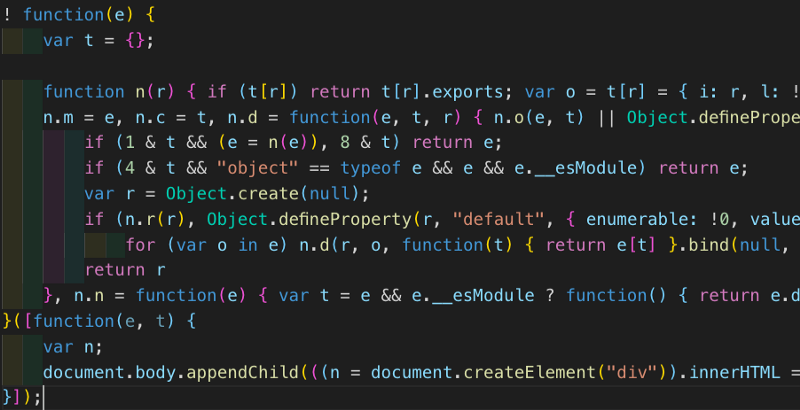 ! function(e) {
var t = {};
function n(r) { if (t[r]) return t[r].exports; var o = t[r] = { i: r, l: !
n.m = e, n.c = t, n.d = function(e, t, r) { n.o(e, t) || Object.definePrope
if (1 & t && (e = n(e)), 8 & t) return e;
if (4 & t && "object" == typeof e && e && e.__esModule) return e;
var r = Object.create(null);
if (n.r(r), Object.defineProperty(r, "default", { enumerable: !0, value
for (var o in e) n.d(r, o, function(t) { return e[t] }.bind(null,
return r
}, n.n = function(e) { var t = e && e.__esModule ? function() { return e.d
}([function(e, t) {
var n;
document.body.appendChild(((n = document.createElement("div")).innerHTML =
}]);